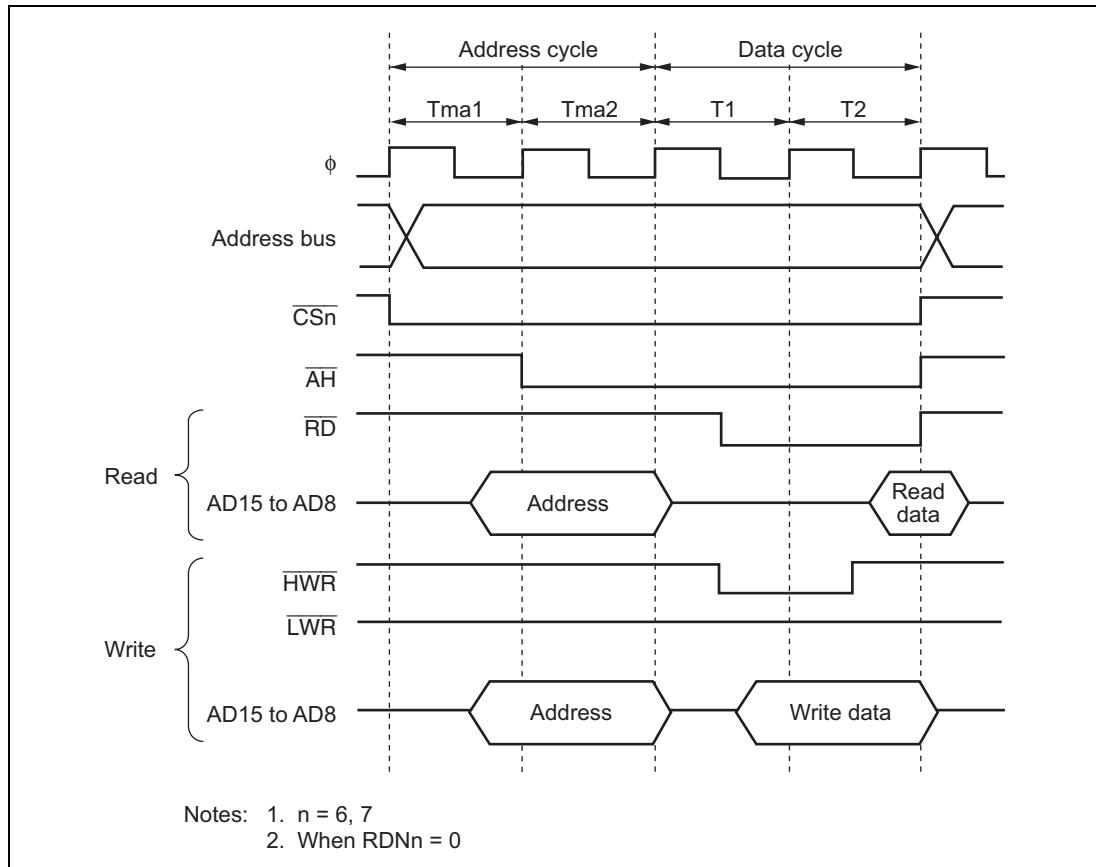 Address cycle Data cycle
Tma1 Tma2 T1 T2
ϕ
Address bus
CSn
AH
RD
Read
AD15 to AD8 Address Read data
HWR
LWR
Write
AD15 to AD8 Address Write data
Notes: 1. n = 6, 7
2. When RDNn = 0